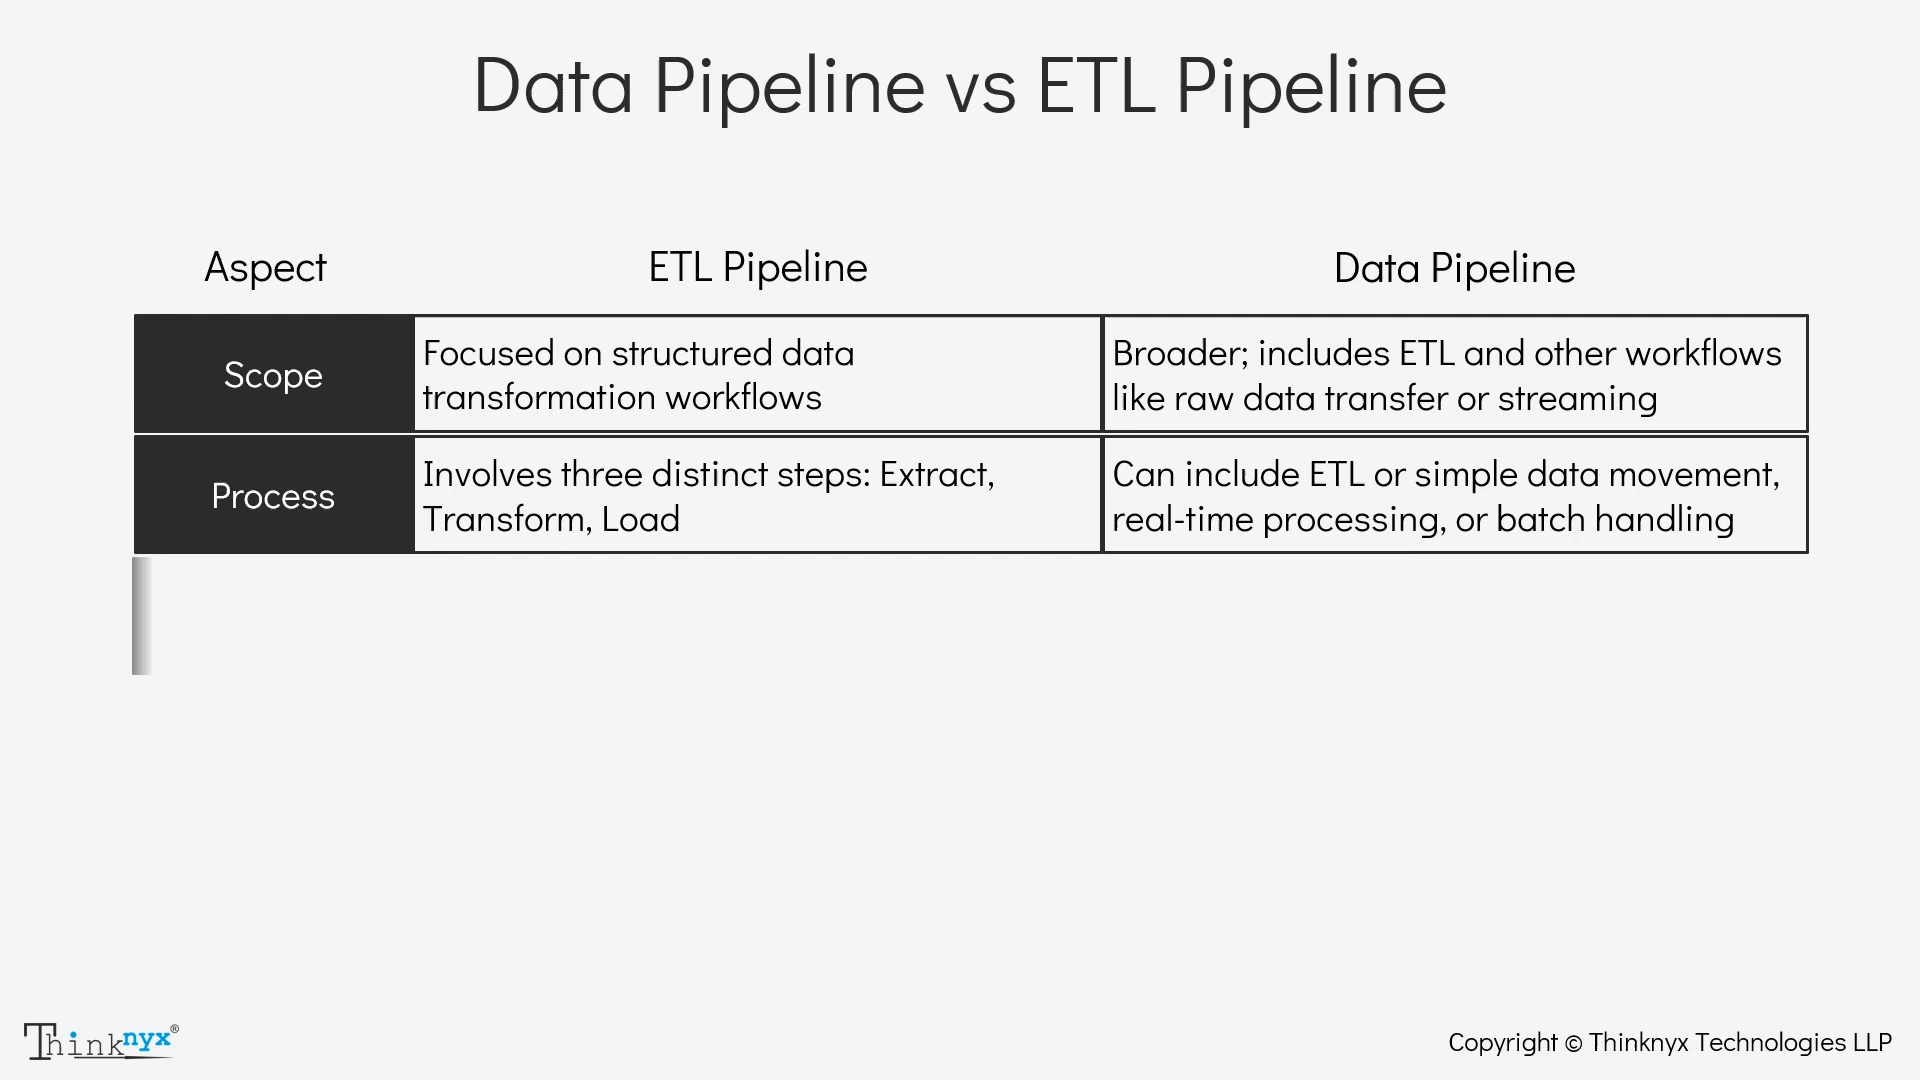 Data Pipeline vs ETL Pipeline
Aspect
ETL Pipeline
Data Pipeline
Scope
Focused on structured data
transformation workflows
Broader; includes ETL and other workflows
like raw data transfer or streaming
Process
Involves three distinct steps: Extract,
Transform, Load
Can include ETL or simple data movement,
real-time processing, or batch handling
Thinknyx®
Copyright © Thinknyx Technologies LLP